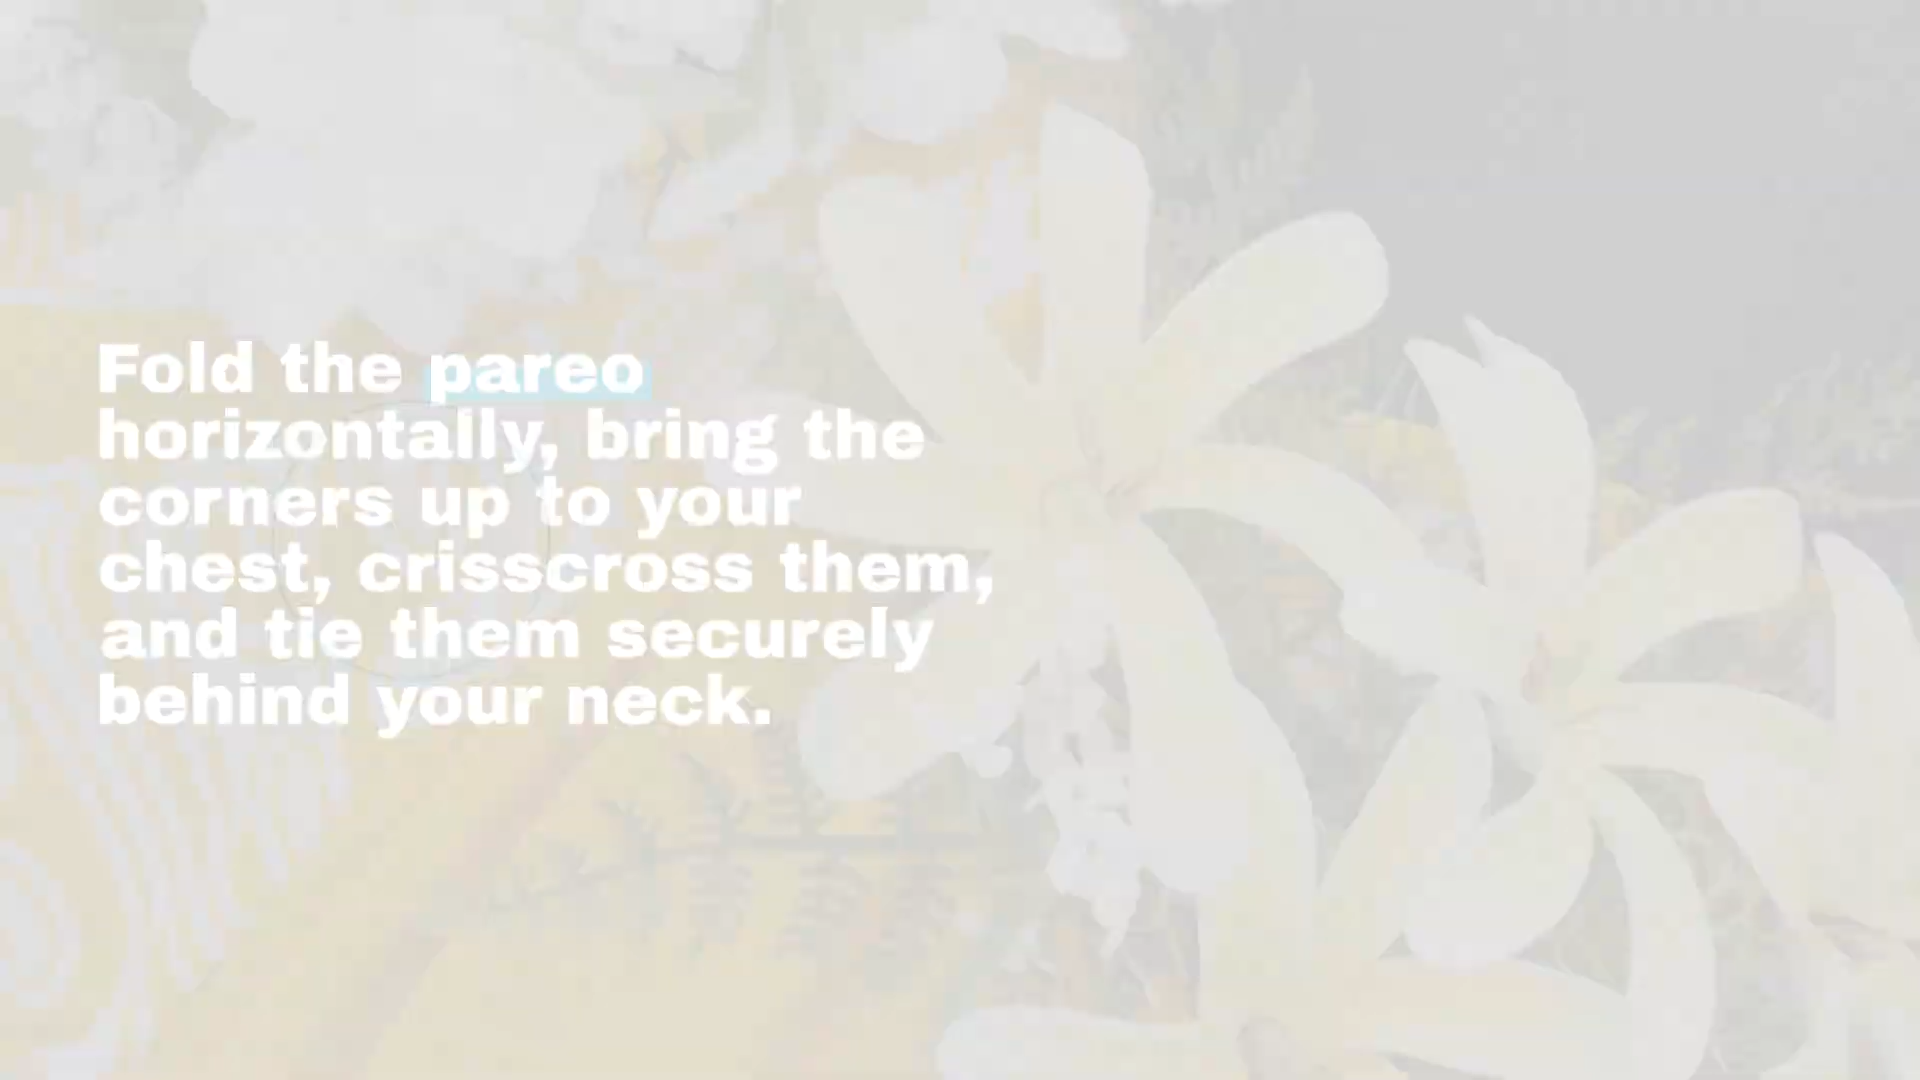 Fold the pareo
horizontally, bring the
corners up to your
chest, crisscross them,
and tie them securely
behind your neck.